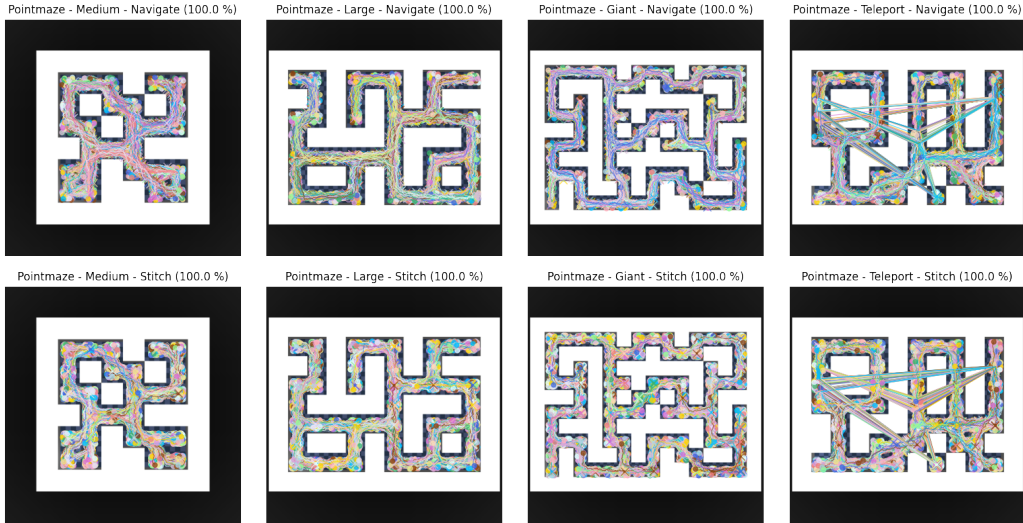 Pointmaze - Medium - Navigate (100.0 %)
Pointmaze - Large - Navigate (100.0 %)
Pointmaze - Giant - Navigate (100.0 %)
Pointmaze - Teleport - Navigate (100.0 %)
Pointmaze - Medium - Stitch (100.0 %)
Pointmaze - Large - Stitch (100.0 %)
Pointmaze - Giant - Stitch (100.0 %)
Pointmaze - Teleport - Stitch (100.0 %)